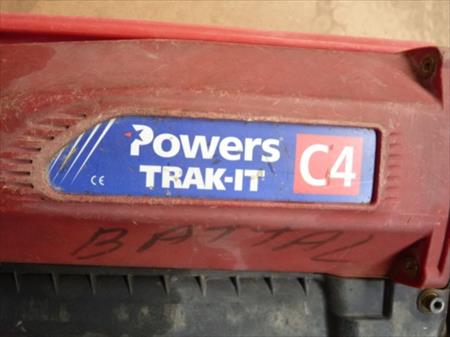 Powers C4
TRAK-IT
CE
BATTAL